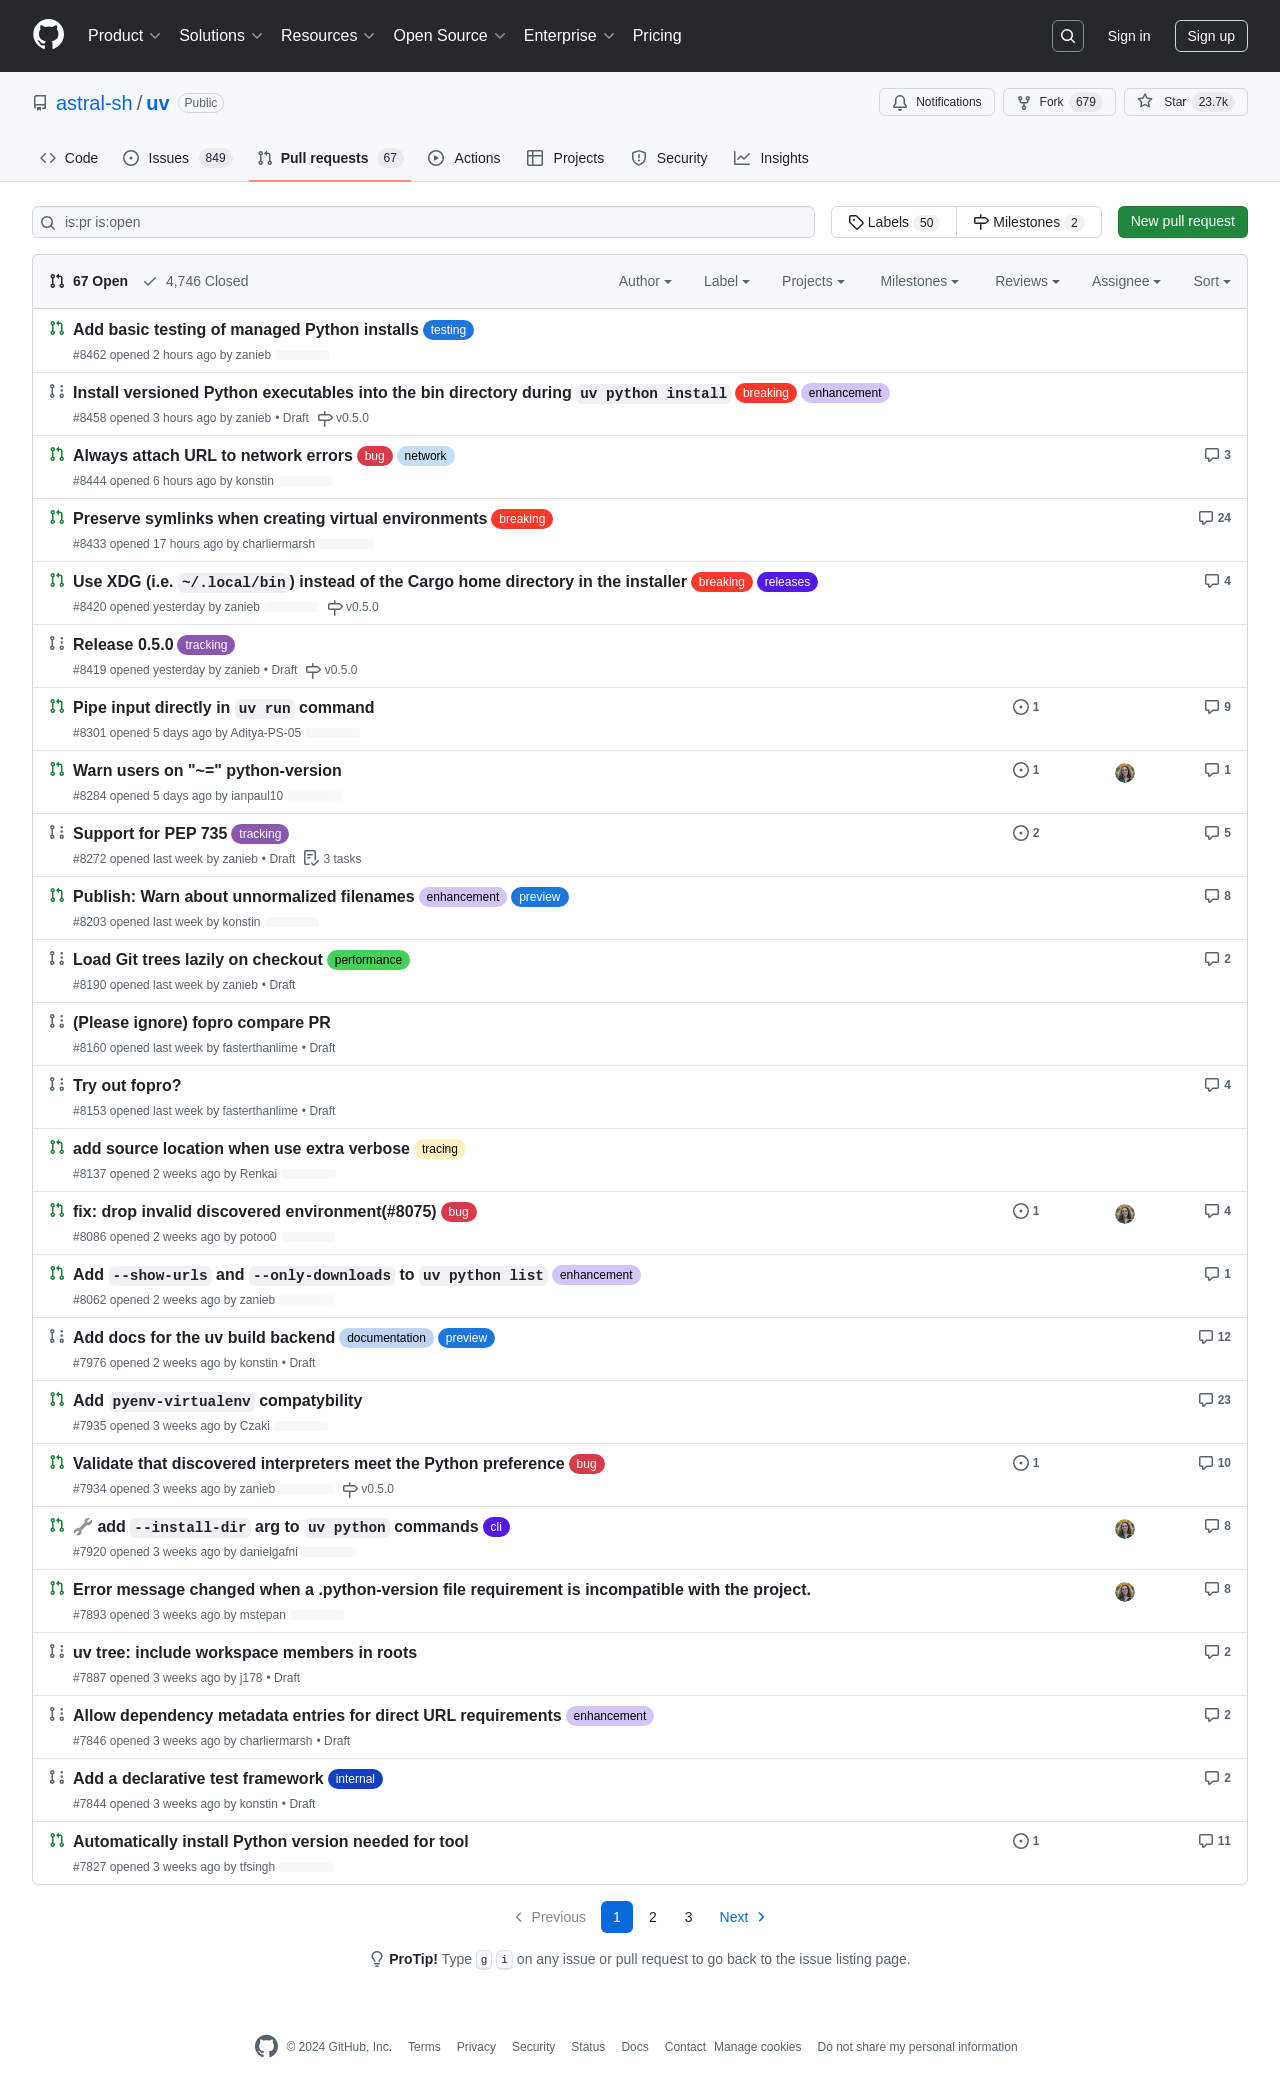 Product Solutions Resources Open Source Enterprise Pricing Sign in Sign up
astral-sh / uv Public Notifications Fork 679 Star 23.7k
Code Issues 849 Pull requests 67 Actions Projects Security Insights
is:pr is:open Labels 50 Milestones 2 New pull request
67 Open 4,746 Closed Author Label Projects Milestones Reviews Assignee Sort
Add basic testing of managed Python installs testing
#8462 opened 2 hours ago by zanieb
Install versioned Python executables into the bin directory during uv python install breaking enhancement
#8458 opened 3 hours ago by zanieb • Draft v0.5.0
Always attach URL to network errors bug network 3
#8444 opened 6 hours ago by konstin
Preserve symlinks when creating virtual environments breaking 24
#8433 opened 17 hours ago by charliermarsh
Use XDG (i.e. ~/.local/bin) instead of the Cargo home directory in the installer breaking releases 4
#8420 opened yesterday by zanieb v0.5.0
Release 0.5.0 tracking
#8419 opened yesterday by zanieb • Draft v0.5.0
Pipe input directly in uv run command 1 9
#8301 opened 5 days ago by Aditya-PS-05
Warn users on "~=" python-version 1 1
#8284 opened 5 days ago by ianpaul10
Support for PEP 735 tracking 2 5
#8272 opened last week by zanieb • Draft 3 tasks
Publish: Warn about unnormalized filenames enhancement preview 8
#8203 opened last week by konstin
Load Git trees lazily on checkout performance 2
#8190 opened last week by zanieb • Draft
(Please ignore) fopro compare PR
#8160 opened last week by fasterthanlime • Draft
Try out fopro? 4
#8153 opened last week by fasterthanlime • Draft
add source location when use extra verbose tracing
#8137 opened 2 weeks ago by Renkai
fix: drop invalid discovered environment(#8075) bug 1 4
#8086 opened 2 weeks ago by potoo0
Add --show-urls and --only-downloads to uv python list enhancement 1
#8062 opened 2 weeks ago by zanieb
Add docs for the uv build backend documentation preview 12
#7976 opened 2 weeks ago by konstin • Draft
Add pyenv-virtualenv compatybility 23
#7935 opened 3 weeks ago by Czaki
Validate that discovered interpreters meet the Python preference bug 1 10
#7934 opened 3 weeks ago by zanieb v0.5.0
🔧 add --install-dir arg to uv python commands cli 8
#7920 opened 3 weeks ago by danielgafni
Error message changed when a .python-version file requirement is incompatible with the project. 8
#7893 opened 3 weeks ago by mstepan
uv tree: include workspace members in roots 2
#7887 opened 3 weeks ago by j178 • Draft
Allow dependency metadata entries for direct URL requirements enhancement 2
#7846 opened 3 weeks ago by charliermarsh • Draft
Add a declarative test framework internal 2
#7844 opened 3 weeks ago by konstin • Draft
Automatically install Python version needed for tool 1 11
#7827 opened 3 weeks ago by tfsingh
Previous 1 2 3 Next
ProTip! Type g i on any issue or pull request to go back to the issue listing page.
© 2024 GitHub, Inc. Terms Privacy Security Status Docs Contact Manage cookies Do not share my personal information